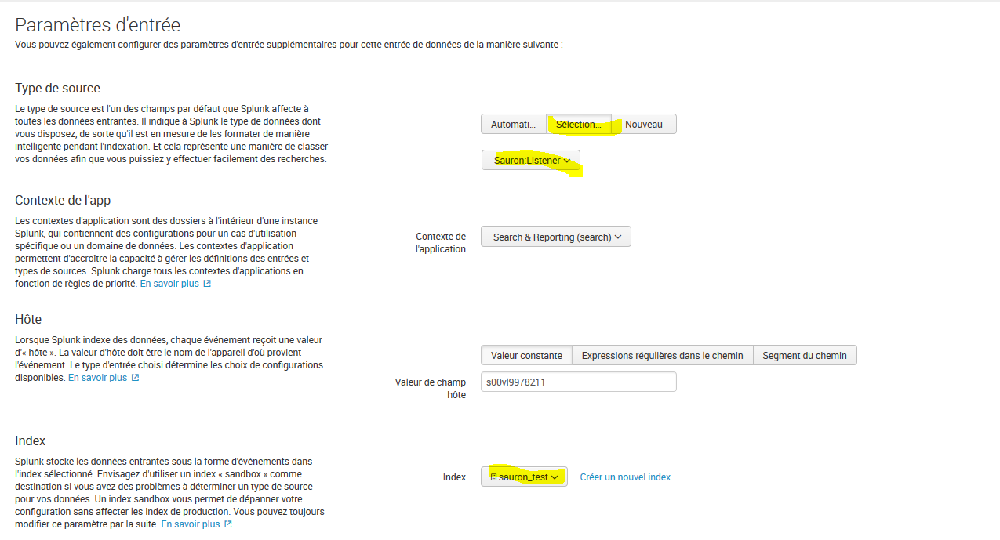 Paramètres d'entrée
Vous pouvez également configurer des paramètres d'entrée supplémentaires pour cette entrée de données de la manière suivante :
Type de source
Le type de source est l'un des champs par défaut que Splunk affecte à
toutes les données entrantes. Il indique à Splunk le type de données dont
vous disposez, de sorte qu'il est en mesure de les formater de manière
intelligente pendant l'indexation. Et cela représente une manière de classer
vos données afin que vous puissiez y effectuer facilement des recherches.
Automati... Sélection... Nouveau
Sauron:Listener
Contexte de l'app
Les contextes d'application sont des dossiers à l'intérieur d'une instance
Splunk, qui contiennent des configurations pour un cas d'utilisation
spécifique ou un domaine de données. Les contextes d'application
permettent d'accroître la capacité à gérer les définitions des entrées et
types de sources. Splunk charge tous les contextes d'applications en
fonction de règles de priorité. En savoir plus
Contexte de
l'application
Search & Reporting (search)
Hôte
Lorsque Splunk indexe des données, chaque événement reçoit une valeur
d'« hôte ». La valeur d'hôte doit être le nom de l'appareil d'où provient
l'événement. Le type d'entrée choisi détermine les choix de configurations
disponibles. En savoir plus
Valeur constante Expressions régulières dans le chemin Segment du chemin
Valeur de champ
hôte
s00vl9978211
Index
Splunk stocke les données entrantes sous la forme d'événements dans
l'index sélectionné. Envisagez d'utiliser un index « sandbox » comme
destination si vous avez des problèmes à déterminer un type de source
pour vos données. Un index sandbox vous permet de dépanner votre
configuration sans affecter les index de production. Vous pouvez toujours
modifier ce paramètre par la suite. En savoir plus
Index sauron_test Créer un nouvel index